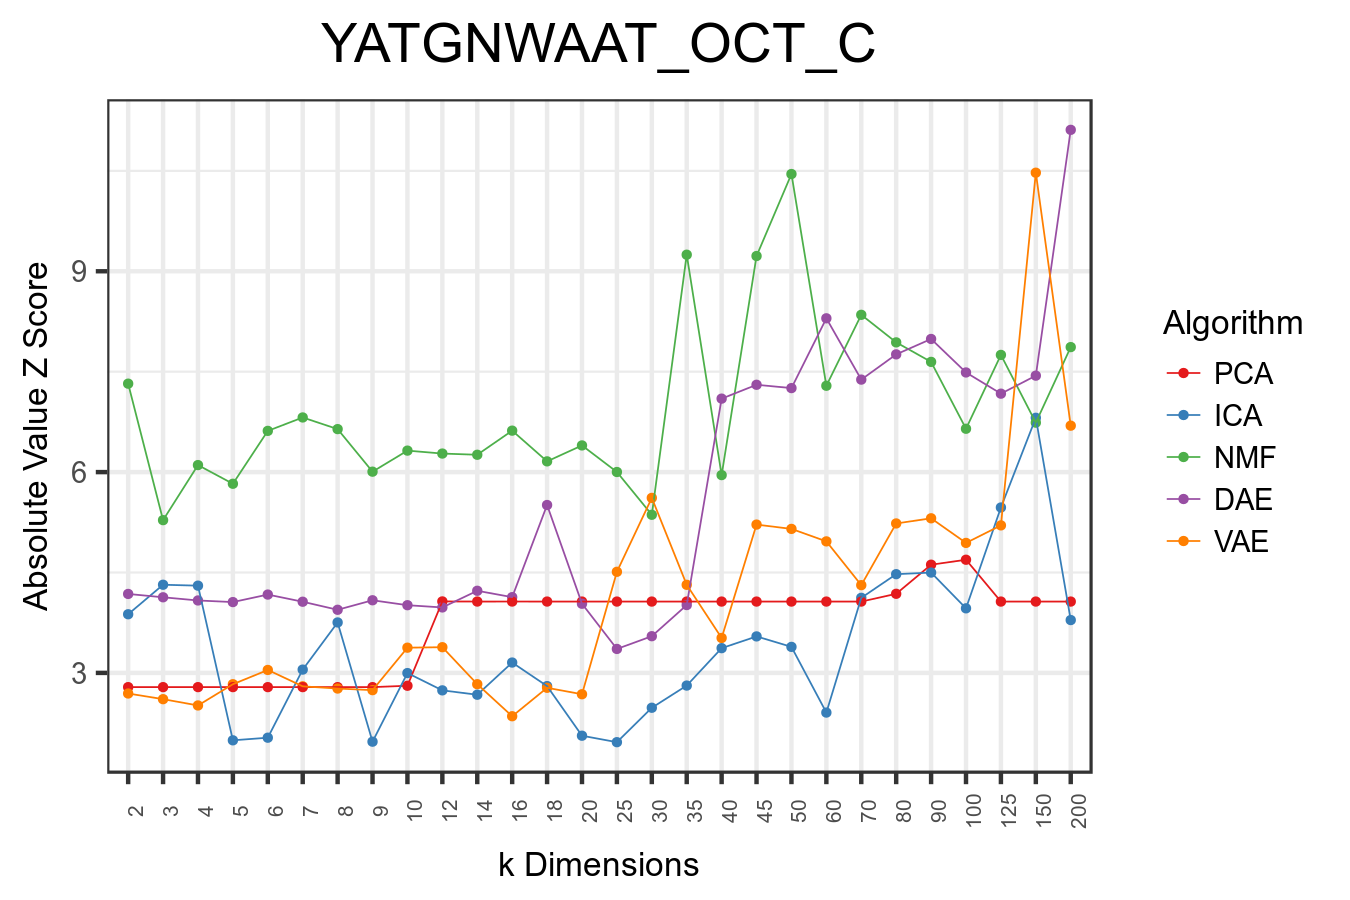 YATGNWAAT_OCT_C
Absolute Value Z Score
9
6
3
2 3 4 5 6 7 8 9 10 12 14 16 18 20 25 30 35 40 45 50 60 70 80 90 100 125 150 200
k Dimensions
Algorithm
PCA
ICA
NMF
DAE
VAE